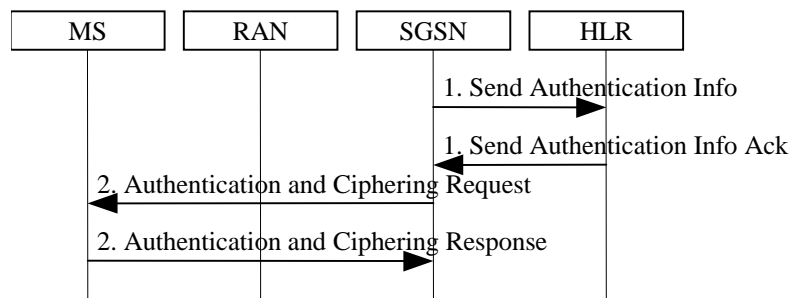 MS RAN SGSN HLR
1. Send Authentication Info
1. Send Authentication Info Ack
2. Authentication and Ciphering Request
2. Authentication and Ciphering Response